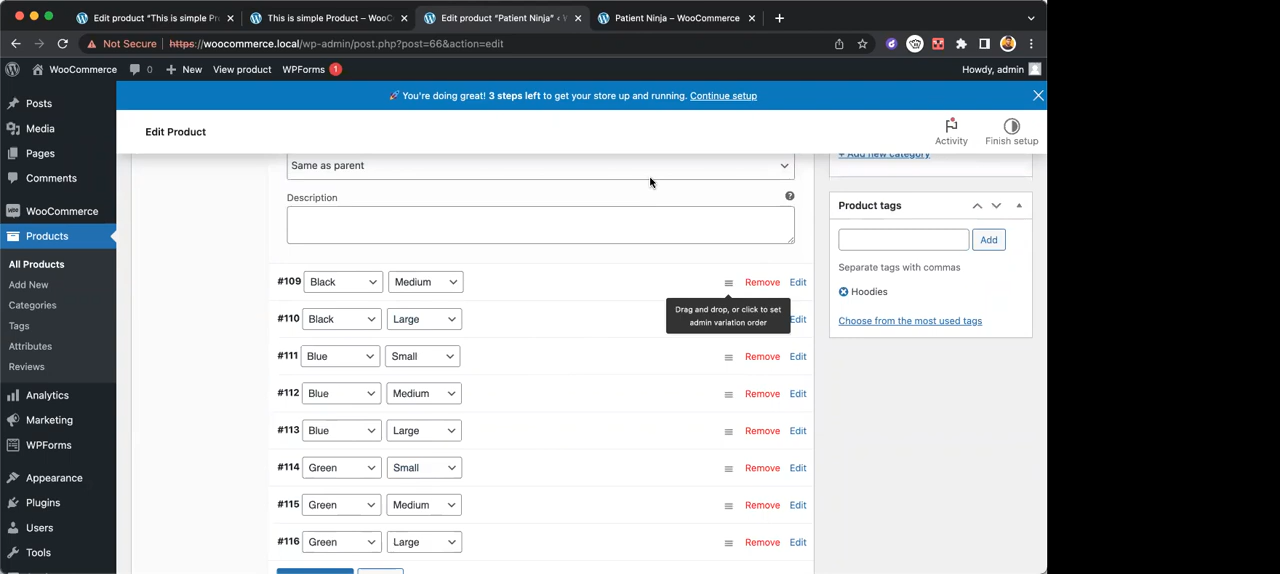 Edit product "This is simple Pr
This is simple Product – WooC
Edit product "Patient Ninja" ‹ W
Patient Ninja – WooCommerce
Not Secure https://woocommerce.local/wp-admin/post.php?post=66&action=edit
WooCommerce 0 New View product WPForms 1 Howdy, admin
🚀 You're doing great! 3 steps left to get your store up and running. Continue setup
Edit Product
Activity
Finish setup
Posts
Media
Pages
Comments
WooCommerce
Products
All Products
Add New
Categories
Tags
Attributes
Reviews
Analytics
Marketing
WPForms
Appearance
Plugins
Users
Tools
Same as parent
Description
#109 Black Medium Remove Edit
Drag and drop, or click to set
admin variation order
#110 Black Large Edit
#111 Blue Small Remove Edit
#112 Blue Medium Remove Edit
#113 Blue Large Remove Edit
#114 Green Small Remove Edit
#115 Green Medium Remove Edit
#116 Green Large Remove Edit
+ Add new category
Product tags
Add
Separate tags with commas
Hoodies
Choose from the most used tags